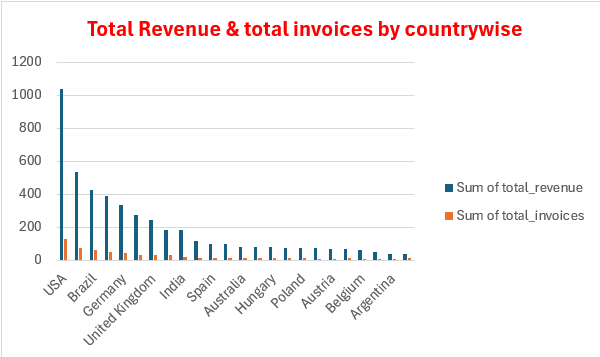 Total Revenue & total invoices by countrywise
1200
1000
800
600
400
200
0
USA
Brazil
Germany
United Kingdom
India
Spain
Australia
Hungary
Poland
Austria
Belgium
Argentina
Sum of total_revenue
Sum of total_invoices